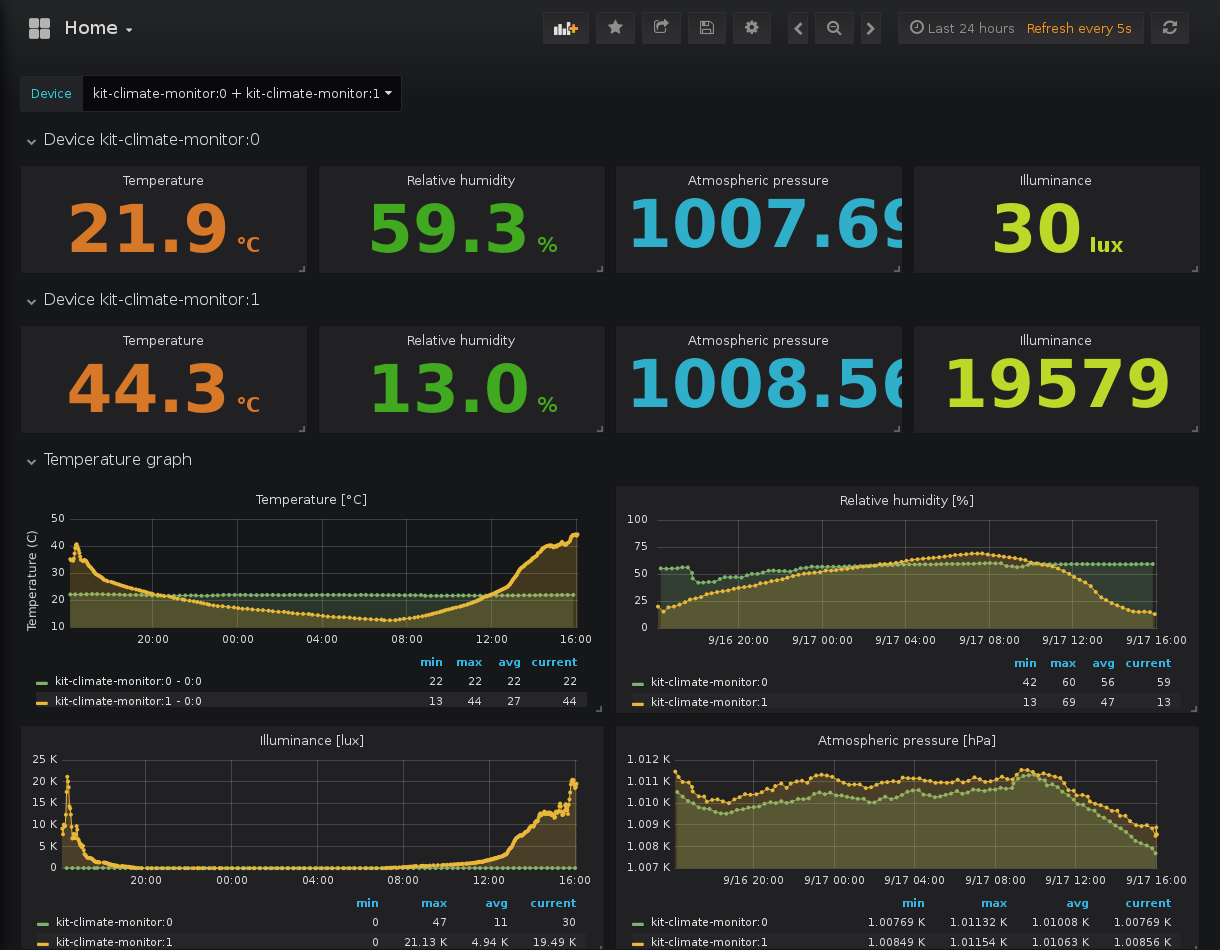 Home
Last 24 hours Refresh every 5s
Device kit-climate-monitor:0 + kit-climate-monitor:1
Device kit-climate-monitor:0
Temperature Relative humidity Atmospheric pressure Illuminance
21.9 °C 59.3 % 1007.69 30 lux
Device kit-climate-monitor:1
Temperature Relative humidity Atmospheric pressure Illuminance
44.3 °C 13.0 % 1008.56 19579
Temperature graph
Temperature [°C]
Temperature (C)
50
40
30
20
10
20:00 00:00 04:00 08:00 12:00 16:00
min max avg current
kit-climate-monitor:0 - 0:0 22 22 22 22
kit-climate-monitor:1 - 0:0 13 44 27 44
Relative humidity [%]
100
75
50
25
0
9/16 20:00 9/17 00:00 9/17 04:00 9/17 08:00 9/17 12:00 9/17 16:00
min max avg current
kit-climate-monitor:0 42 60 56 59
kit-climate-monitor:1 13 69 47 13
Illuminance [lux]
25 K
20 K
15 K
10 K
5 K
0
20:00 00:00 04:00 08:00 12:00 16:00
min max avg current
kit-climate-monitor:0 0 47 11 30
kit-climate-monitor:1 0 21.13 K 4.94 K 19.49 K
Atmospheric pressure [hPa]
1.012 K
1.011 K
1.010 K
1.009 K
1.008 K
1.007 K
9/16 20:00 9/17 00:00 9/17 04:00 9/17 08:00 9/17 12:00 9/17 16:00
min max avg current
kit-climate-monitor:0 1.00769 K 1.01132 K 1.01008 K 1.00769 K
kit-climate-monitor:1 1.00849 K 1.01154 K 1.01063 K 1.00856 K